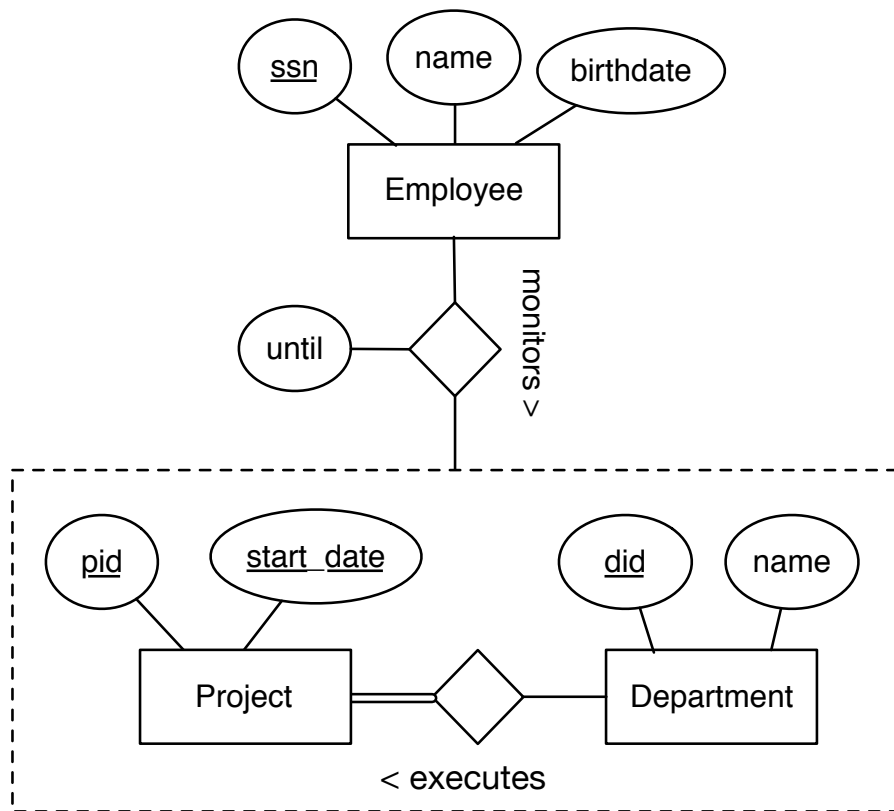 ssn
name
birthdate
Employee
monitors >
until
pid
start_date
did
name
Project
Department
< executes